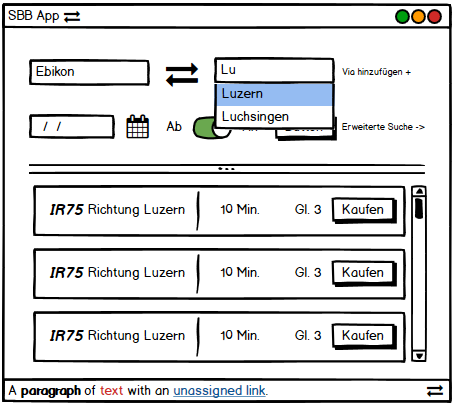 SBB App
Ebikon
Lu
Via hinzufügen +
Luzern
Luchsingen
/ /
Ab
Erweiterte Suche ->
IR75 Richtung Luzern 10 Min. Gl. 3 Kaufen
IR75 Richtung Luzern 10 Min. Gl. 3 Kaufen
IR75 Richtung Luzern 10 Min. Gl. 3 Kaufen
A paragraph of text with an unassigned link.